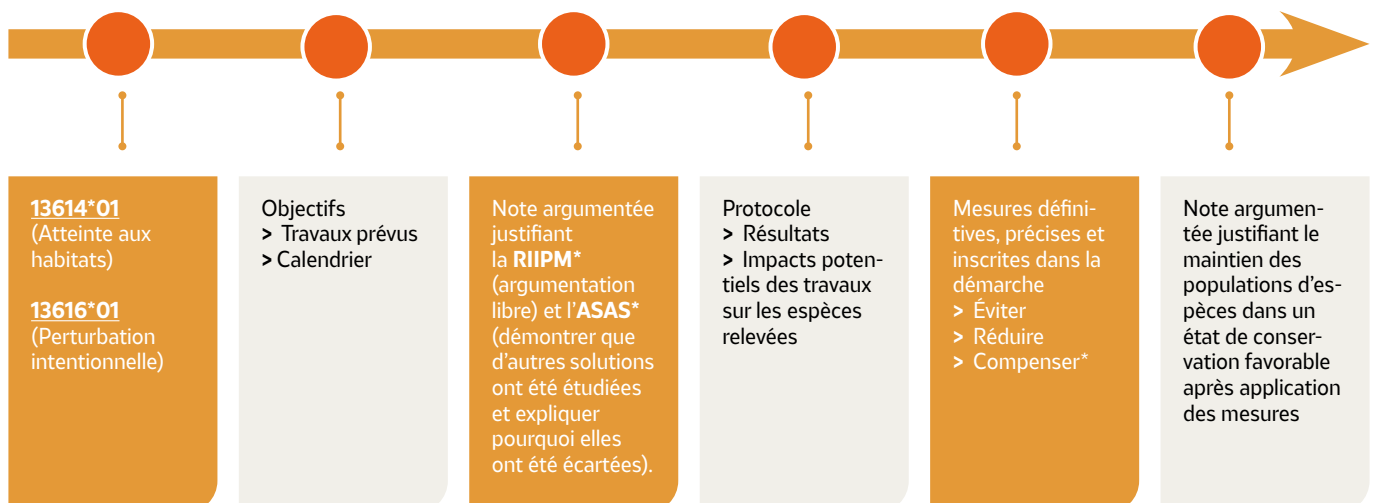 13614*01
(Atteinte aux
habitats)
13616*01
(Perturbation
intentionnelle)
Objectifs
> Travaux prévus
> Calendrier
Note argumentée
justifiant
la RIIPM*
(argumentation
libre) et l'ASAS*
(démontrer que
d'autres solutions
ont été étudiées
et expliquer
pourquoi elles
ont été écartées).
Protocole
> Résultats
> Impacts poten-
tiels des travaux
sur les espèces
relevées
Mesures défini-
tives, précises et
inscrites dans la
démarche
> Éviter
> Réduire
> Compenser*
Note argumen-
tée justifiant le
maintien des
populations d'es-
pèces dans un
état de conser-
vation favorable
après application
des mesures